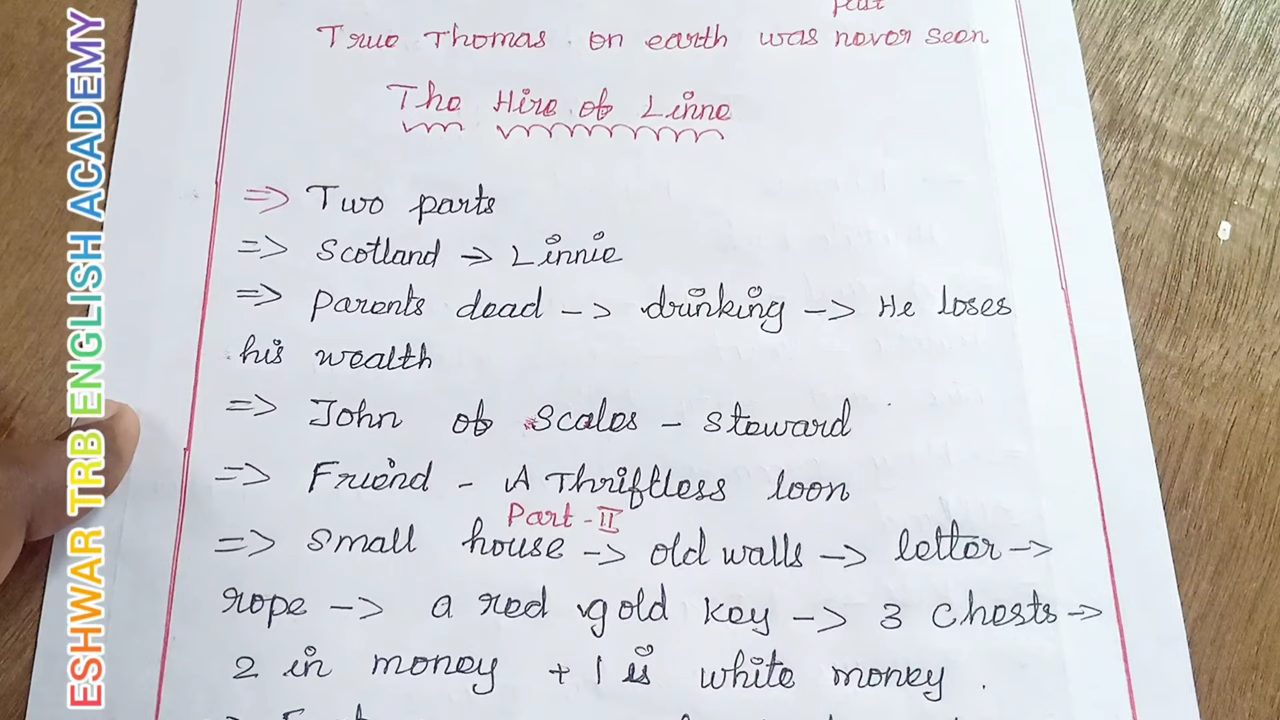 True Thomas on earth was never seen
The Hire of Linne
=> Two parts
=> Scotland -> Linnie
=> Parents dead -> drinking -> He loses
his wealth
=> John of Scales - Steward
=> Friend - A Thriftless loon
Part - II
=> Small house -> old walls -> letter ->
rope -> a red gold key -> 3 Chests ->
2 in money + 1 is white money.
ESHWAR TRB ENGLISH ACADEMY